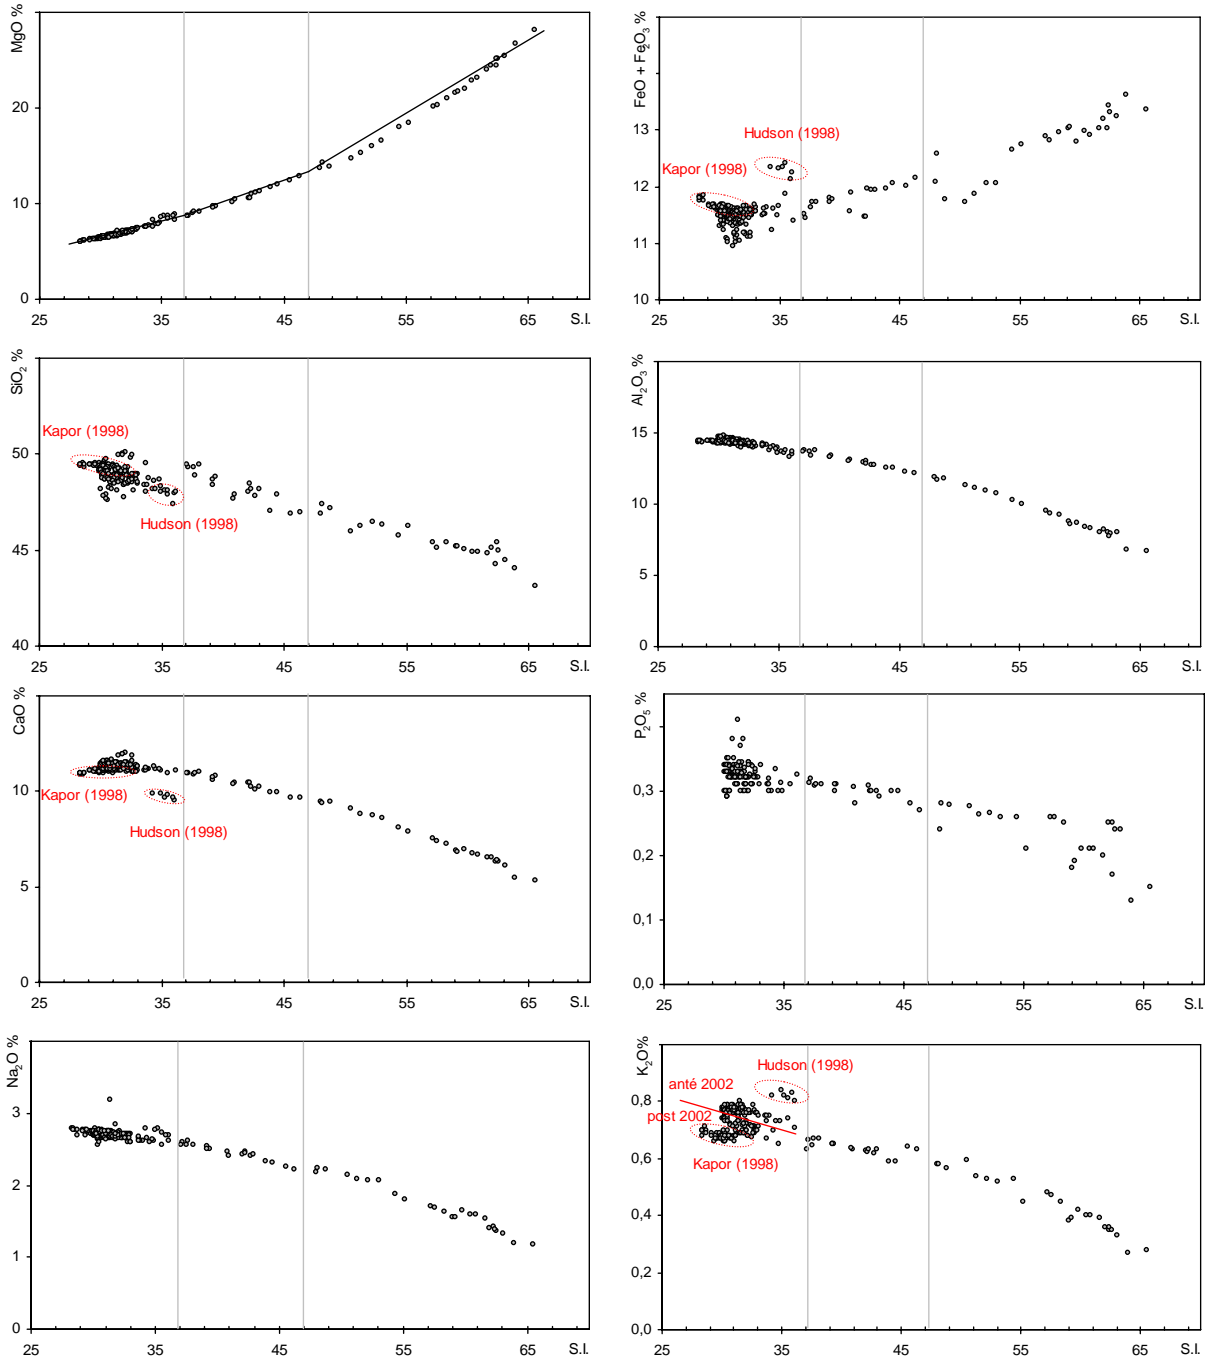 MgO %
20
10
0
25 35 45 55 65 S.I.
FeO + Fe2O3 %
Hudson (1998)
Kapor (1998)
13
12
11
10
25 35 45 55 65
S.I.
SiO2 %
Kapor (1998)
50
Hudson (1998)
45
40
25 35 45 55 65 S.I.
Al2O3 %
15
10
5
0
25 35 45 55 65 S.I.
CaO %
10
Kapor (1998)
Hudson (1998)
5
0
25 35 45 55 65 S.I.
P2O5 %
0,3
0,2
0,1
0,0
25 35 45 55 65 S.I.
Na2O %
3
2
1
0
25 35 45 55 65 S.I.
K2O%
Hudson (1998)
anté 2002
0,8
post 2002
Kapor (1998)
0,6
0,4
0,2
0,0
25 35 45 55 65 S.I.